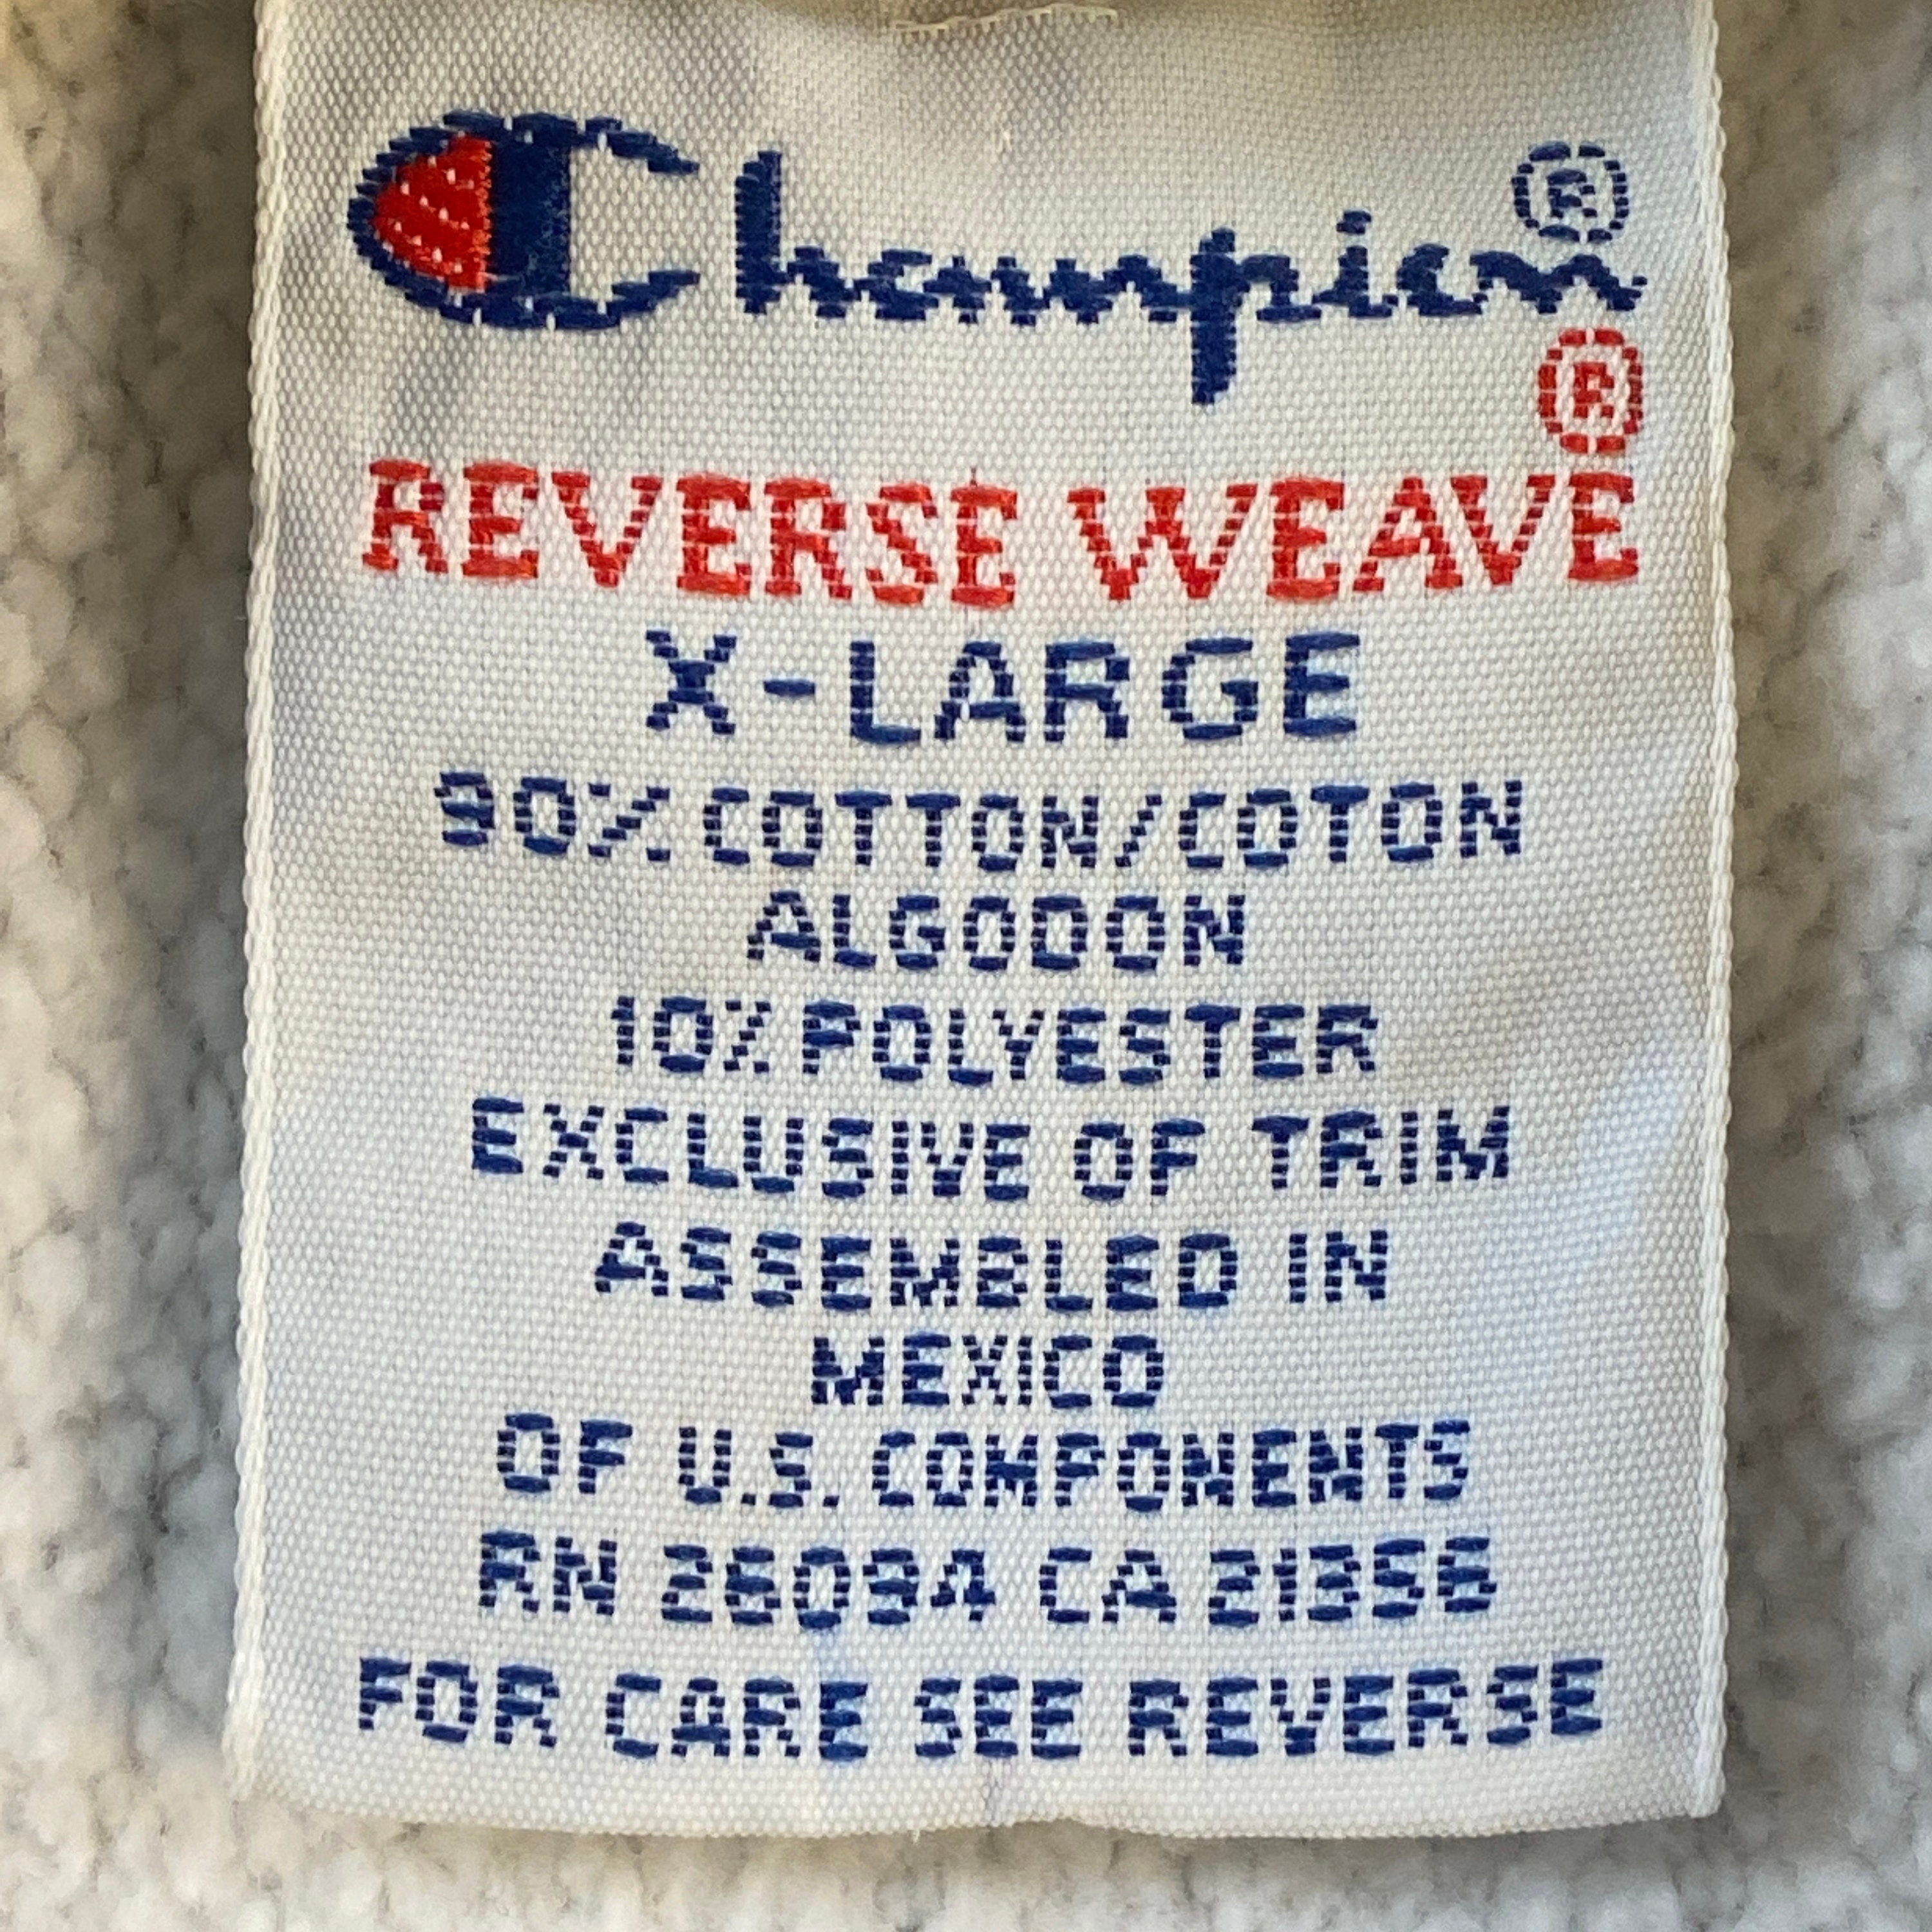 Champion®
®
REVERSE WEAVE
X-LARGE
90% COTTON/COTON
ALGODON
10% POLYESTER
EXCLUSIVE OF TRIM
ASSEMBLED IN
MEXICO
OF U.S. COMPONENTS
RN 26094 CA 21356
FOR CARE SEE REVERSE